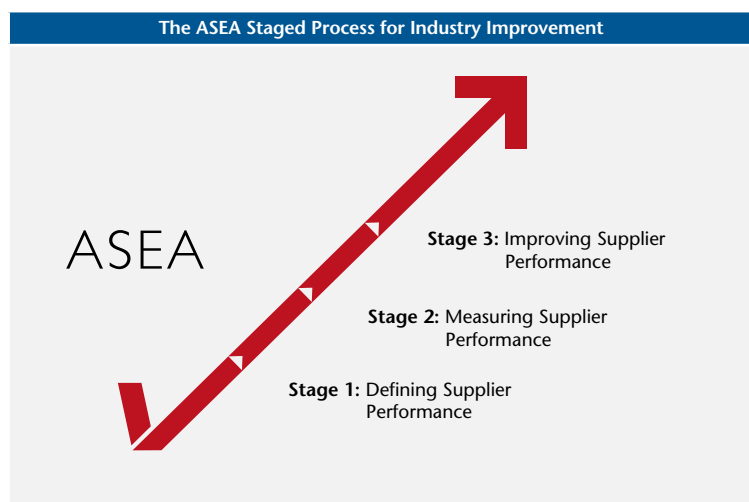 The ASEA Staged Process for Industry Improvement
ASEA
Stage 3: Improving Supplier
Performance
Stage 2: Measuring Supplier
Performance
Stage 1: Defining Supplier
Performance